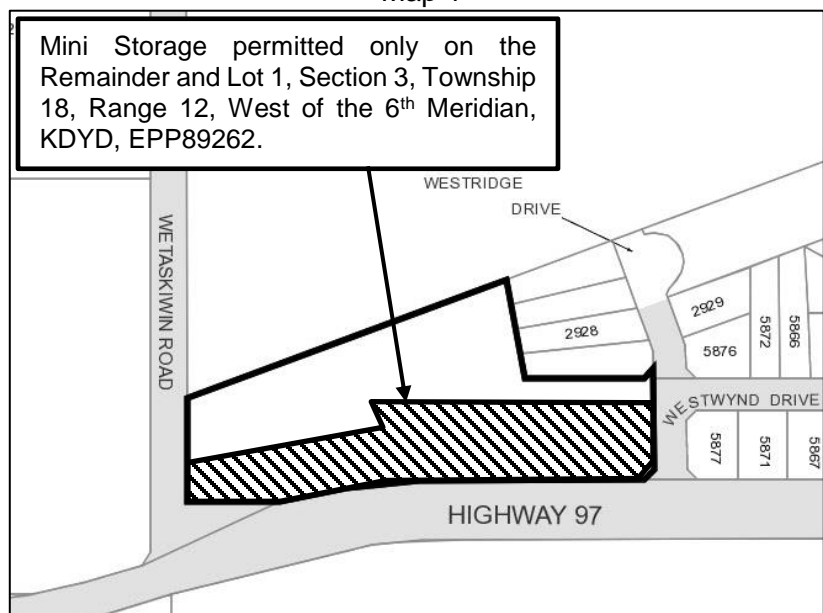 Mini Storage permitted only on the
Remainder and Lot 1, Section 3, Township
18, Range 12, West of the 6th Meridian,
KDYD, EPP89262.
WESTRIDGE
DRIVE
WETASKIWIN ROAD
2928
2929
5876
5872
5866
WESTWYND DRIVE
5877
5871
5867
HIGHWAY 97